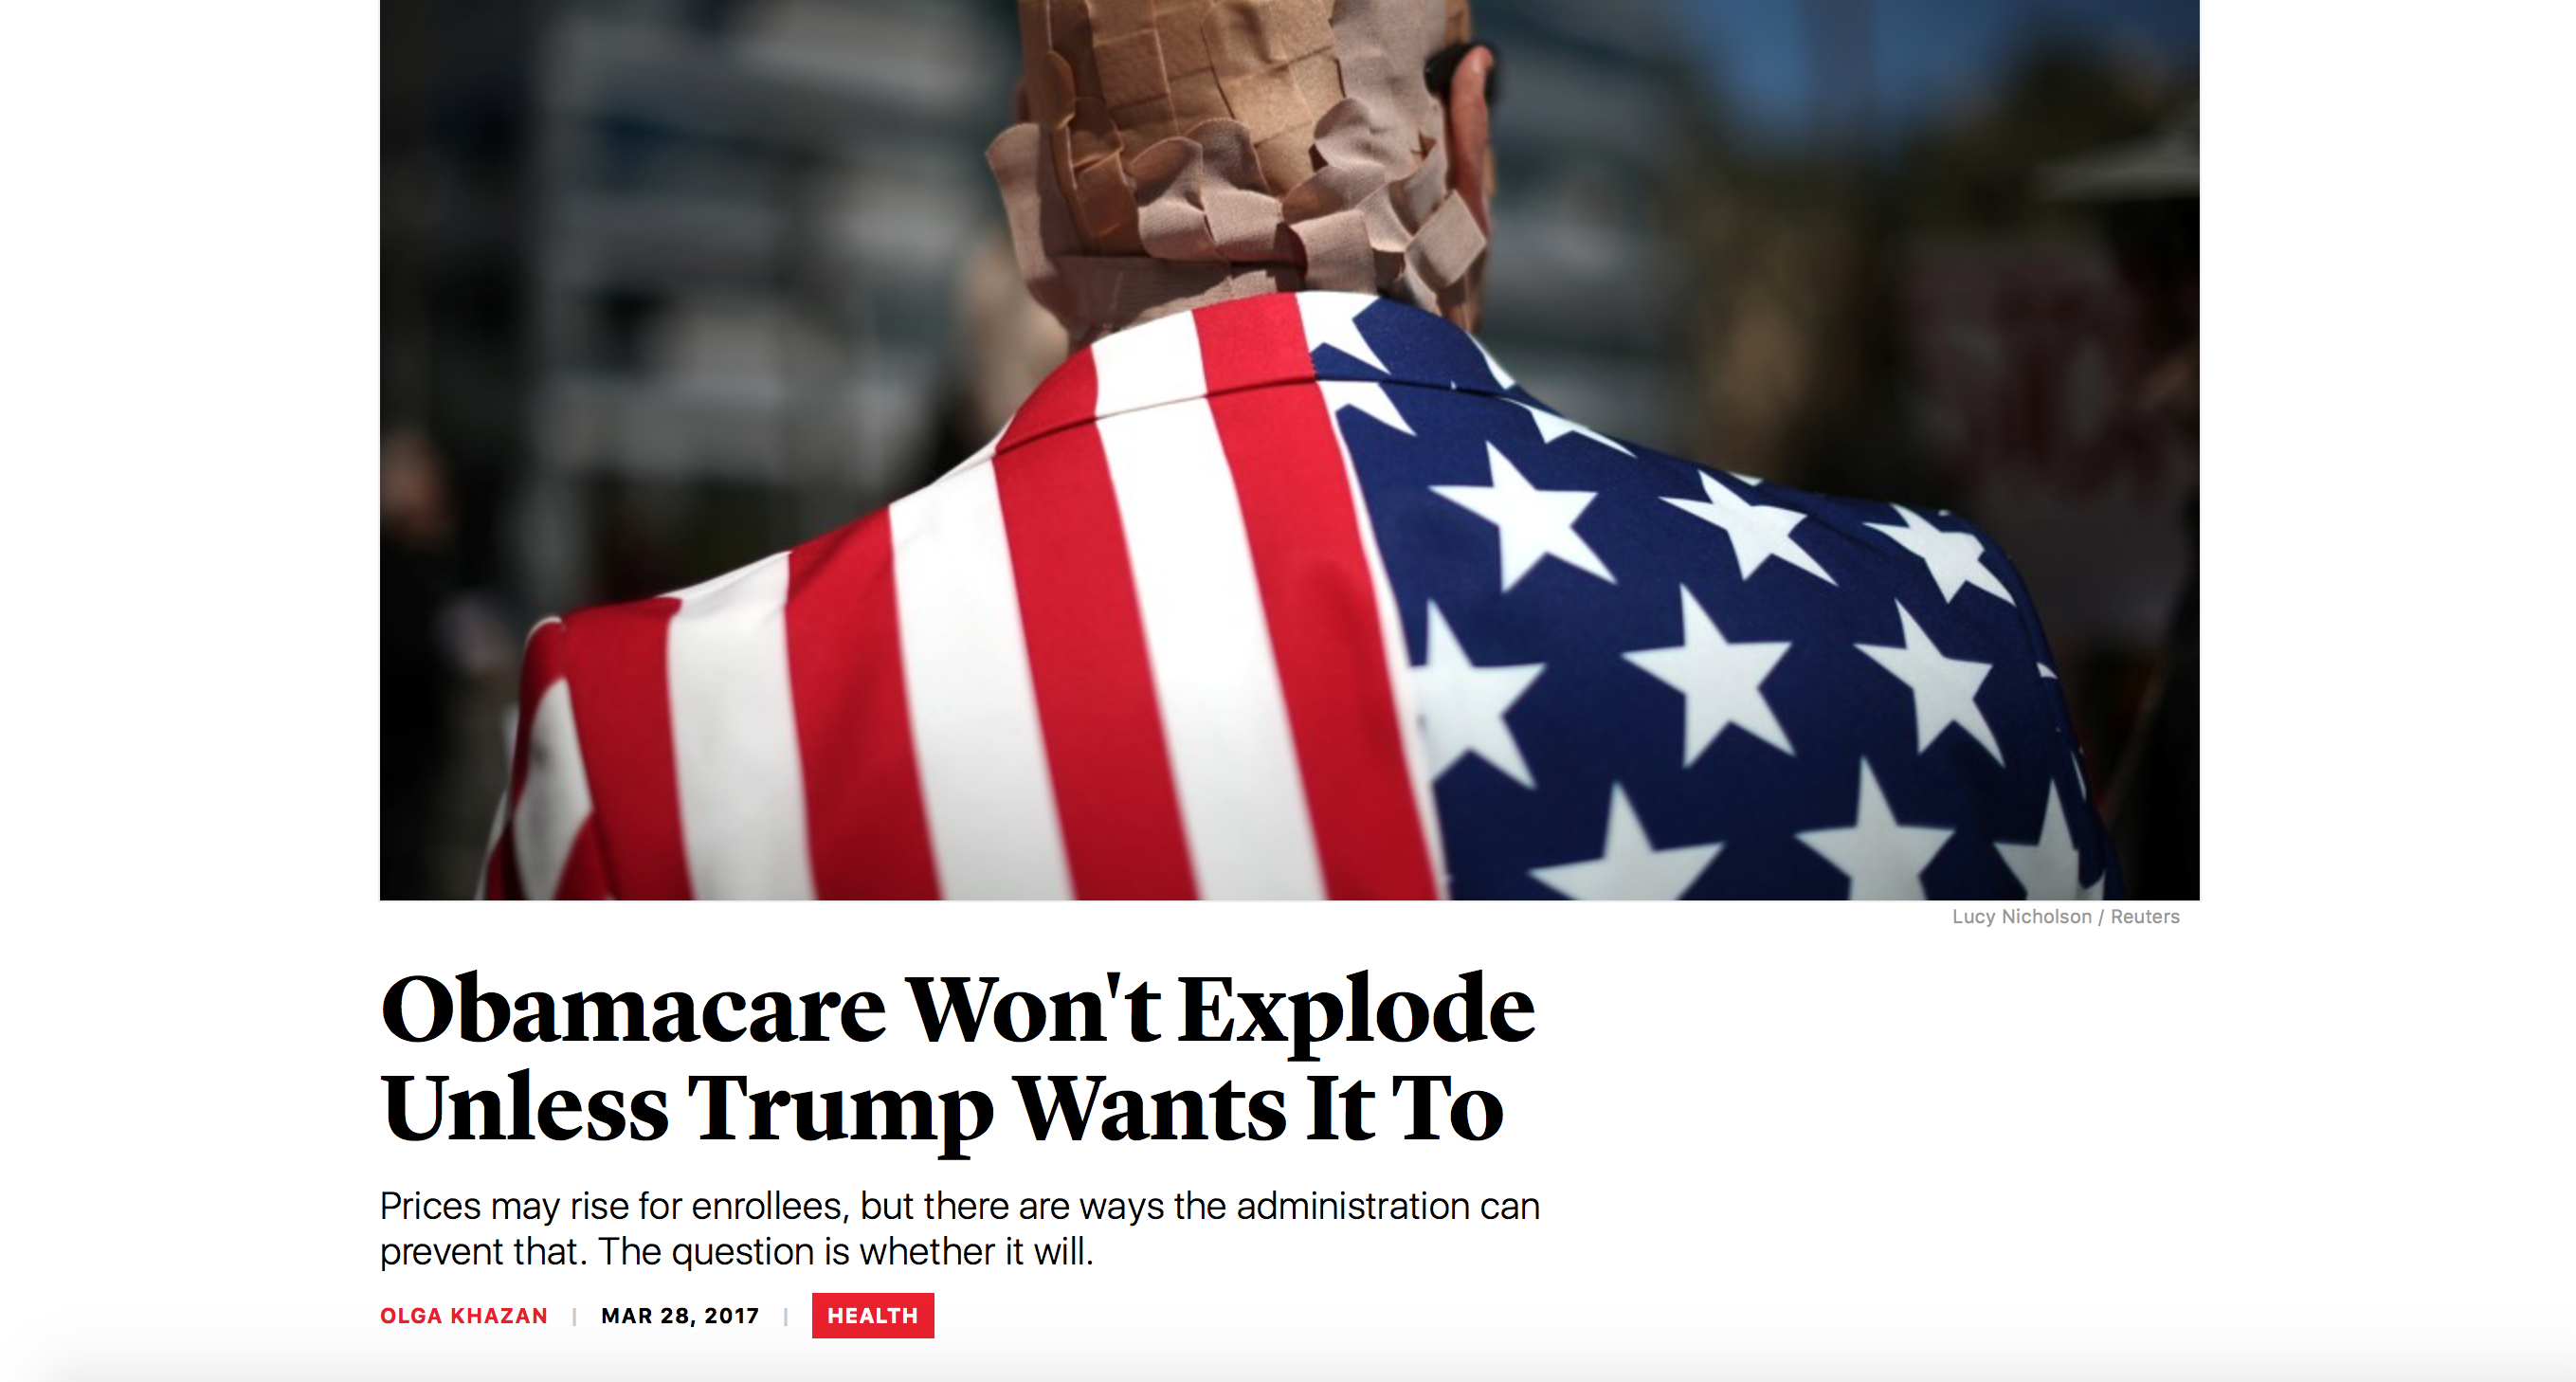 Lucy Nicholson / Reuters
Obamacare Won't Explode
Unless Trump Wants It To
Prices may rise for enrollees, but there are ways the administration can
prevent that. The question is whether it will.
OLGA KHAZAN | MAR 28, 2017 | HEALTH